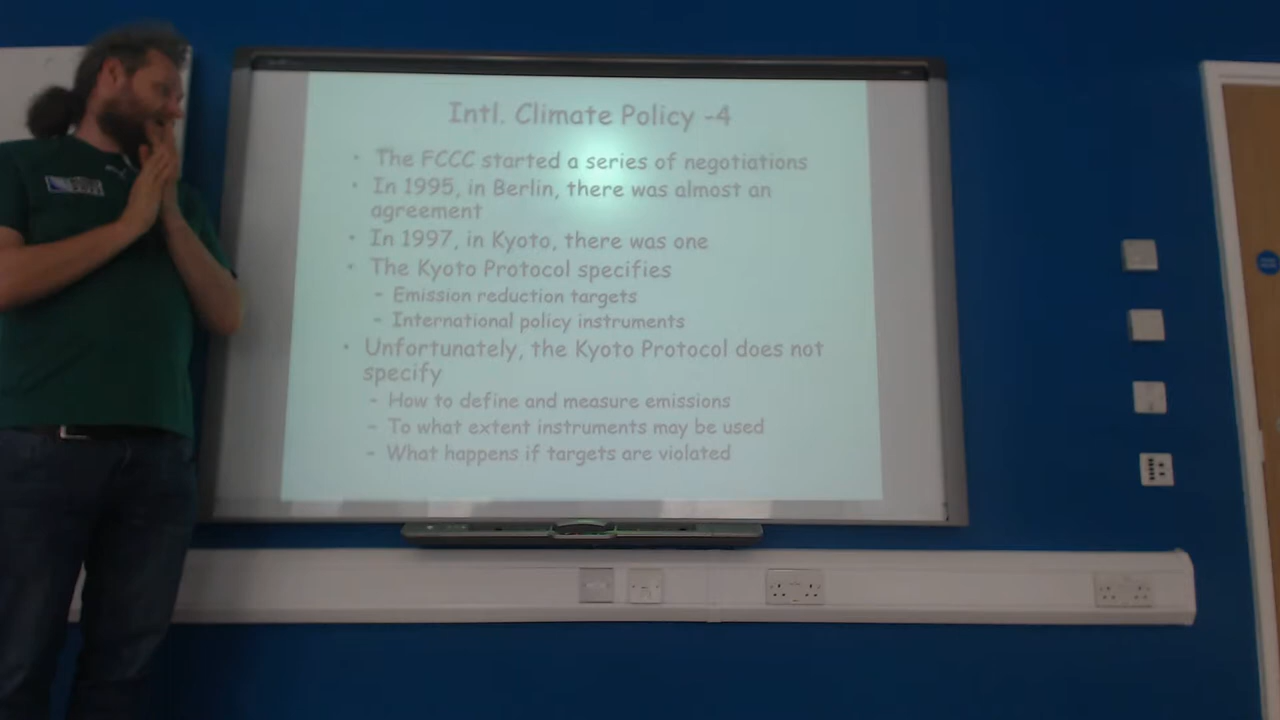 Intl. Climate Policy -4
• The FCCC started a series of negotiations
• In 1995, in Berlin, there was almost an
agreement
• In 1997, in Kyoto, there was one
• The Kyoto Protocol specifies
– Emission reduction targets
– International policy instruments
• Unfortunately, the Kyoto Protocol does not
specify
– How to define and measure emissions
– To what extent instruments may be used
– What happens if targets are violated